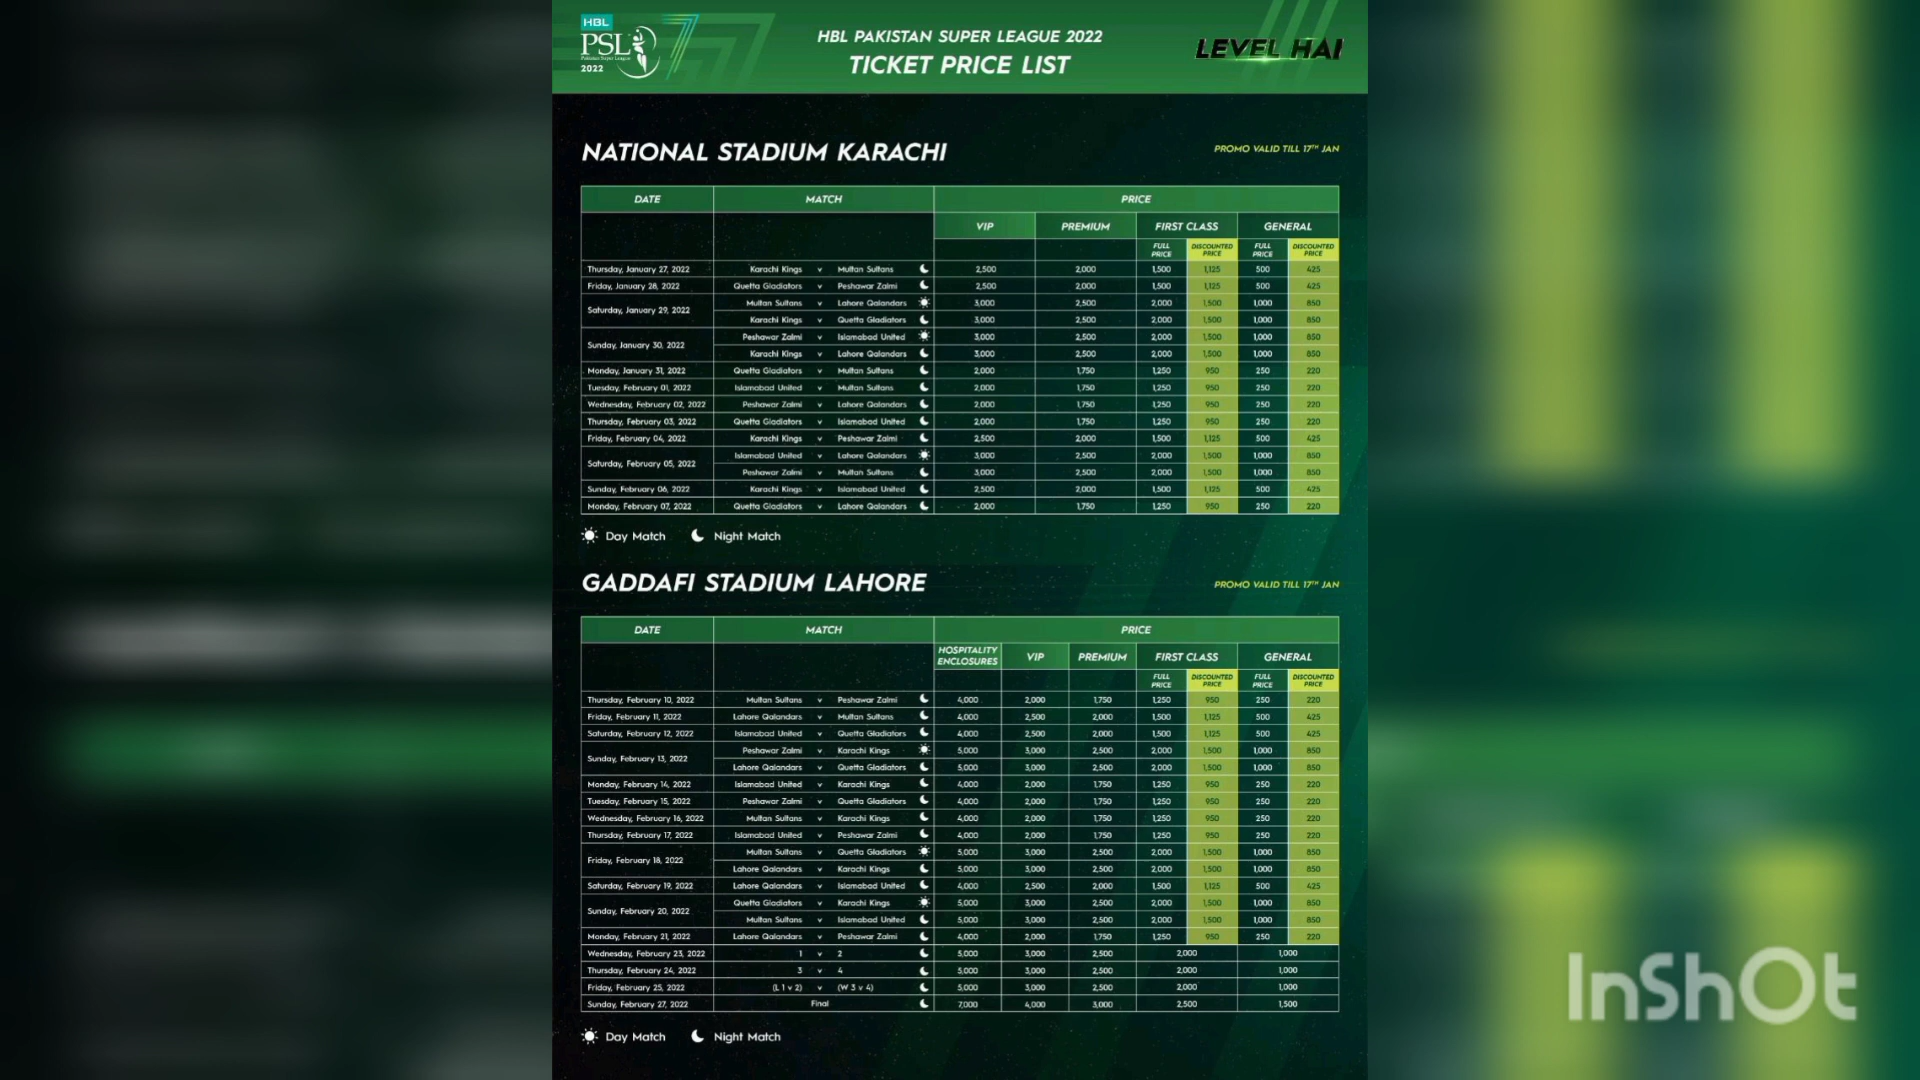 HBL
PSL
Pakistan Super League
2022
7
HBL PAKISTAN SUPER LEAGUE 2022
TICKET PRICE LIST
LEVEL HAI
NATIONAL STADIUM KARACHI
PROMO VALID TILL 17TH JAN
DATE MATCH PRICE
VIP PREMIUM FIRST CLASS GENERAL
FULL PRICE DISCOUNTED PRICE FULL PRICE DISCOUNTED PRICE
Thursday, January 27, 2022 Karachi Kings v Multan Sultans 2,500 2,000 1,500 1,125 500 425
Friday, January 28, 2022 Quetta Gladiators v Peshawar Zalmi 2,500 2,000 1,500 1,125 500 425
Saturday, January 29, 2022 Multan Sultans v Lahore Qalandars 3,000 2,500 2,000 1,500 1,000 850
Karachi Kings v Quetta Gladiators 3,000 2,500 2,000 1,500 1,000 850
Sunday, January 30, 2022 Peshawar Zalmi v Islamabad United 3,000 2,500 2,000 1,500 1,000 850
Karachi Kings v Lahore Qalandars 3,000 2,500 2,000 1,500 1,000 850
Monday, January 31, 2022 Quetta Gladiators v Multan Sultans 2,000 1,750 1,250 950 250 220
Tuesday, February 01, 2022 Islamabad United v Multan Sultans 2,000 1,750 1,250 950 250 220
Wednesday, February 02, 2022 Peshawar Zalmi v Lahore Qalandars 2,000 1,750 1,250 950 250 220
Thursday, February 03, 2022 Quetta Gladiators v Islamabad United 2,000 1,750 1,250 950 250 220
Friday, February 04, 2022 Karachi Kings v Peshawar Zalmi 2,500 2,000 1,500 1,125 500 425
Saturday, February 05, 2022 Islamabad United v Lahore Qalandars 3,000 2,500 2,000 1,500 1,000 850
Peshawar Zalmi v Multan Sultans 3,000 2,500 2,000 1,500 1,000 850
Sunday, February 06, 2022 Karachi Kings v Islamabad United 2,500 2,000 1,500 1,125 500 425
Monday, February 07, 2022 Quetta Gladiators v Lahore Qalandars 2,000 1,750 1,250 950 250 220
Day Match Night Match
GADDAFI STADIUM LAHORE
PROMO VALID TILL 17TH JAN
DATE MATCH PRICE
HOSPITALITY ENCLOSURES VIP PREMIUM FIRST CLASS GENERAL
FULL PRICE DISCOUNTED PRICE FULL PRICE DISCOUNTED PRICE
Thursday, February 10, 2022 Multan Sultans v Peshawar Zalmi 4,000 2,000 1,750 1,250 950 250 220
Friday, February 11, 2022 Lahore Qalandars v Multan Sultans 4,000 2,500 2,000 1,500 1,125 500 425
Saturday, February 12, 2022 Islamabad United v Quetta Gladiators 4,000 2,500 2,000 1,500 1,125 500 425
Sunday, February 13, 2022 Peshawar Zalmi v Karachi Kings 5,000 3,000 2,500 2,000 1,500 1,000 850
Lahore Qalandars v Quetta Gladiators 5,000 3,000 2,500 2,000 1,500 1,000 850
Monday, February 14, 2022 Islamabad United v Karachi Kings 4,000 2,000 1,750 1,250 950 250 220
Tuesday, February 15, 2022 Peshawar Zalmi v Quetta Gladiators 4,000 2,000 1,750 1,250 950 250 220
Wednesday, February 16, 2022 Multan Sultans v Karachi Kings 4,000 2,000 1,750 1,250 950 250 220
Thursday, February 17, 2022 Islamabad United v Peshawar Zalmi 4,000 2,000 1,750 1,250 950 250 220
Friday, February 18, 2022 Multan Sultans v Quetta Gladiators 5,000 3,000 2,500 2,000 1,500 1,000 850
Lahore Qalandars v Karachi Kings 5,000 3,000 2,500 2,000 1,500 1,000 850
Saturday, February 19, 2022 Lahore Qalandars v Islamabad United 4,000 2,500 2,000 1,500 1,125 500 425
Sunday, February 20, 2022 Quetta Gladiators v Karachi Kings 5,000 3,000 2,500 2,000 1,500 1,000 850
Multan Sultans v Islamabad United 5,000 3,000 2,500 2,000 1,500 1,000 850
Monday, February 21, 2022 Lahore Qalandars v Peshawar Zalmi 4,000 2,000 1,750 1,250 950 250 220
Wednesday, February 23, 2022 1 v 2 5,000 3,000 2,500 2,000 1,000
Thursday, February 24, 2022 3 v 4 5,000 3,000 2,500 2,000 1,000
Friday, February 25, 2022 (L 1 v 2) v (W 3 v 4) 5,000 3,000 2,500 2,000 1,000
Sunday, February 27, 2022 Final 7,000 4,000 3,000 2,500 1,500
Day Match Night Match
InShOt